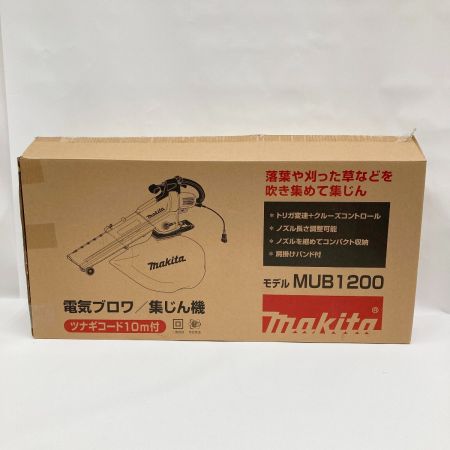 落葉や刈った草などを
吹き集めて集じん
* トリガ変速+クルーズコントロール
* ノズル長さ調整可能
* ノズルを縮めてコンパクト収納
* 肩掛けバンド付
モデル MUB1200
makita®
makita
makita
電気ブロワ/集じん機
ツナギコード10m付